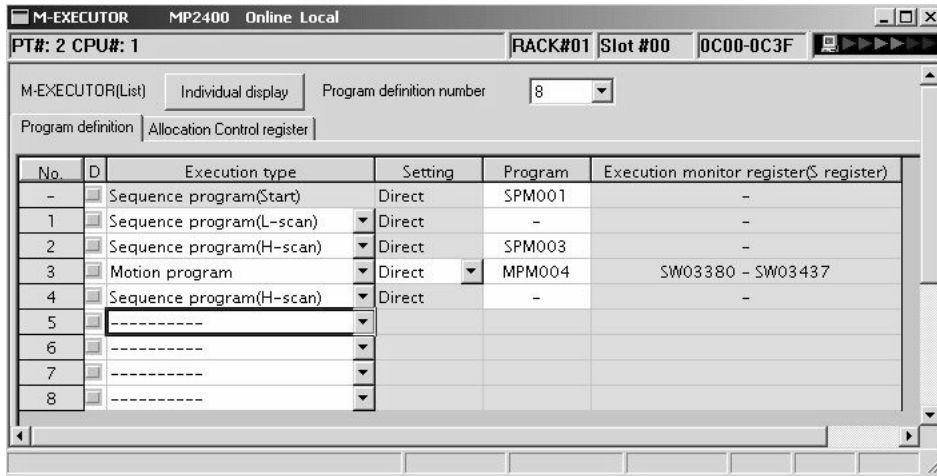 M-EXECUTOR MP2400 Online Local
PT#: 2 CPU#: 1 RACK#01 Slot #00 0C00-0C3F
M-EXECUTOR(List) Individual display Program definition number 8
Program definition Allocation Control register
No. D Execution type Setting Program Execution monitor register(S register)
- Sequence program(Start) Direct SPM001 -
1 Sequence program(L-scan) Direct - -
2 Sequence program(H-scan) Direct SPM003 -
3 Motion program Direct MPM004 SW03380 - SW03437
4 Sequence program(H-scan) Direct - -
5 ----------
6 ----------
7 ----------
8 ----------